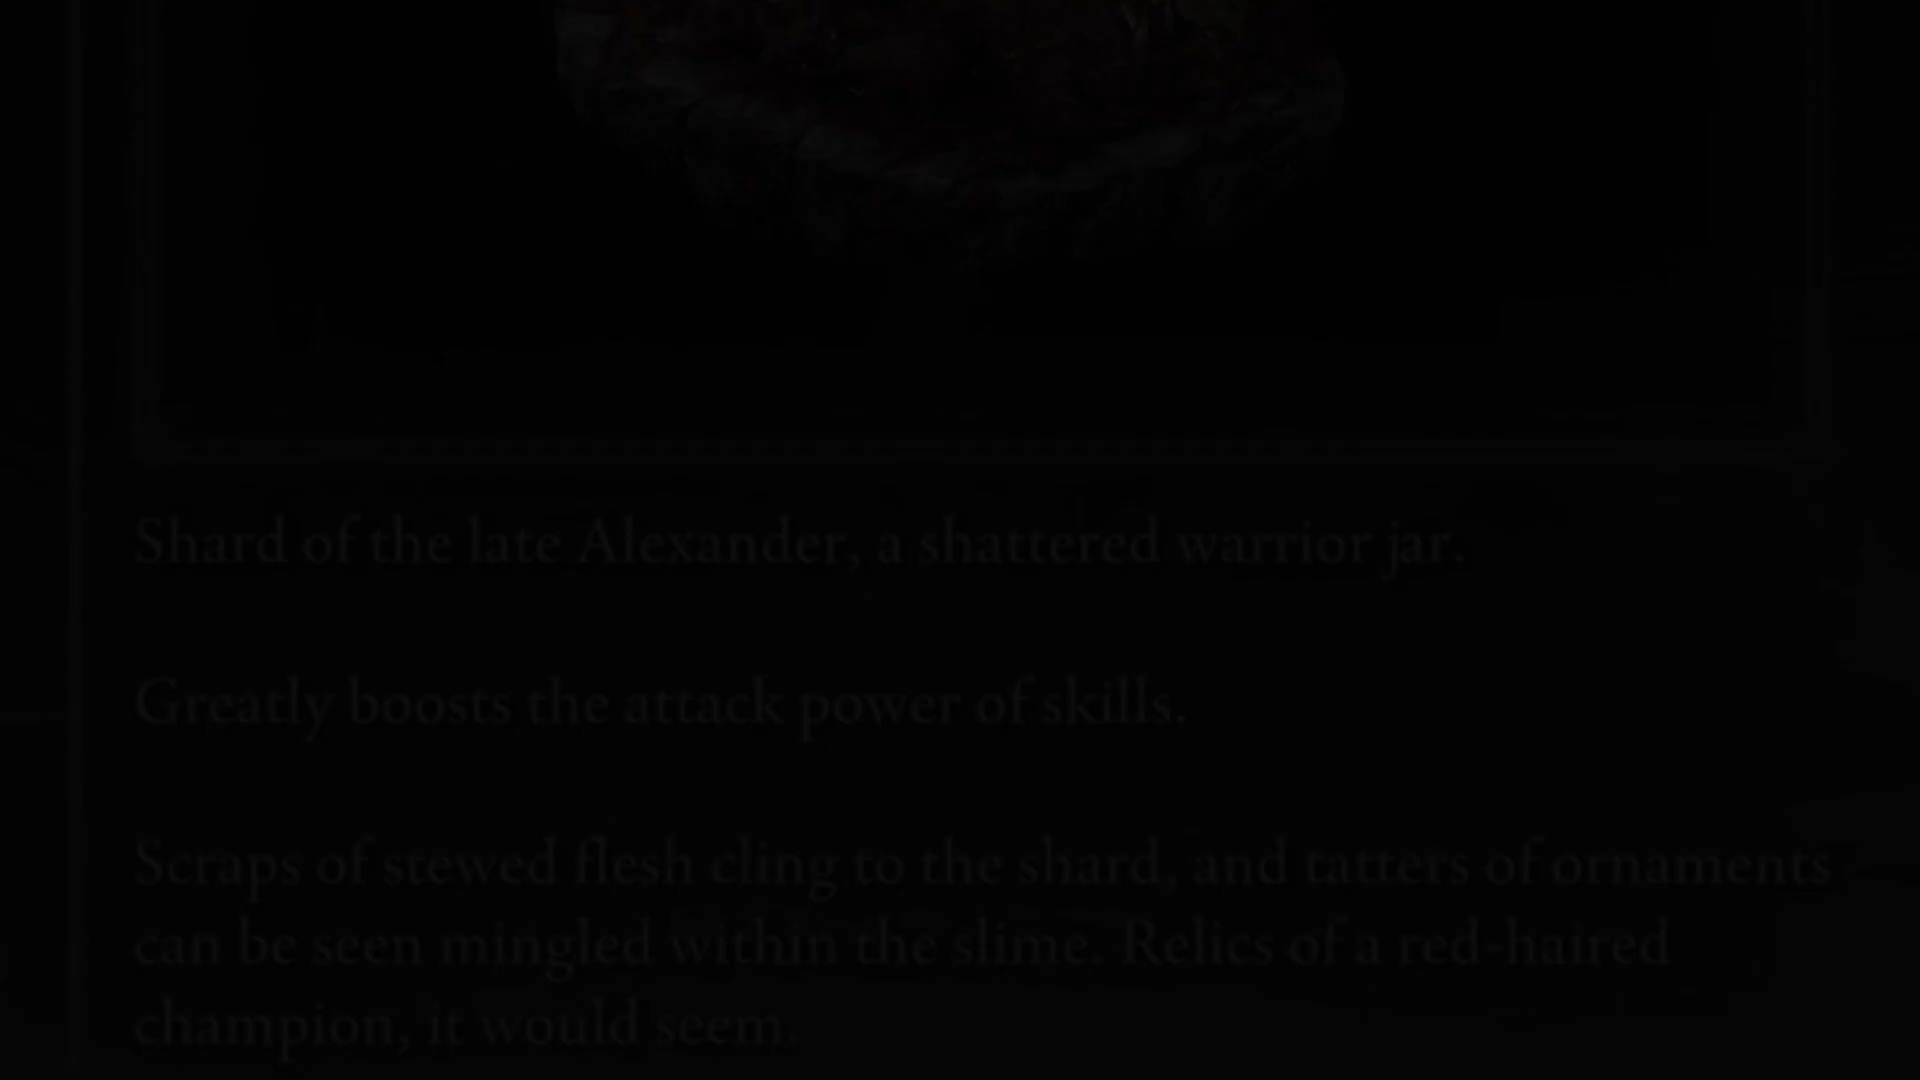 Shard of the late Alexander, a shattered warrior jar.
Greatly boosts the attack power of skills.
Scraps of stewed flesh cling to the shard, and tatters of ornaments
can be seen mingled within the slime. Relics of a red-haired
champion, it would seem.